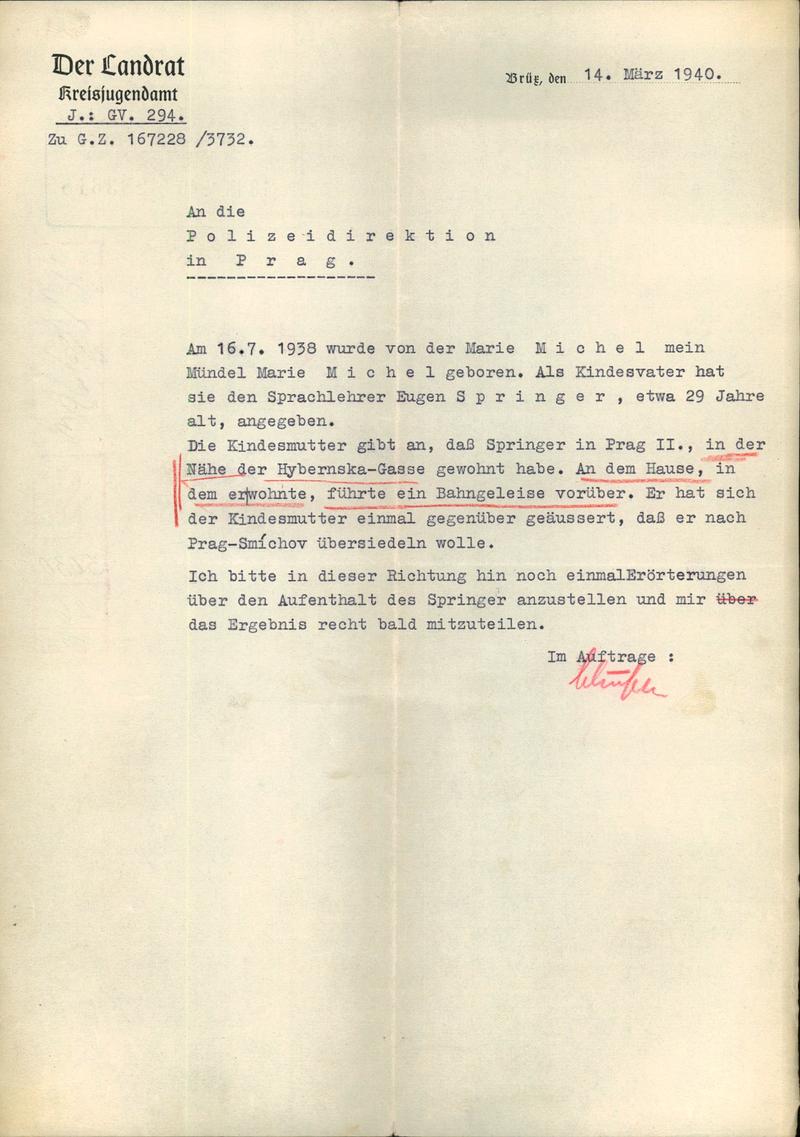 Der Landrat
Kreisjugendamt
J.: GV. 294.
Zu G.Z. 167228 /3732.
Brüx, den 14. März 1940.
An die
P o l i z e i d i r e k t i o n
in P r a g .
Am 16.7. 1938 wurde von der Marie M i c h e l mein
Mündel Marie M i c h e l geboren. Als Kindesvater hat
sie den Sprachlehrer Eugen S p r i n g e r , etwa 29 Jahre
alt, angegeben.
Die Kindesmutter gibt an, daß Springer in Prag II., in der
Nähe der Hybernska-Gasse gewohnt habe. An dem Hause, in
dem er|wohnte, führte ein Bahngeleise vorüber. Er hat sich
der Kindesmutter einmal gegenüber geäussert, daß er nach
Prag-Smíchov übersiedeln wolle.
Ich bitte in dieser Richtung hin noch einmalErörterungen
über den Aufenthalt des Springer anzustellen und mir über
das Ergebnis recht bald mitzuteilen.
Im Auftrage :